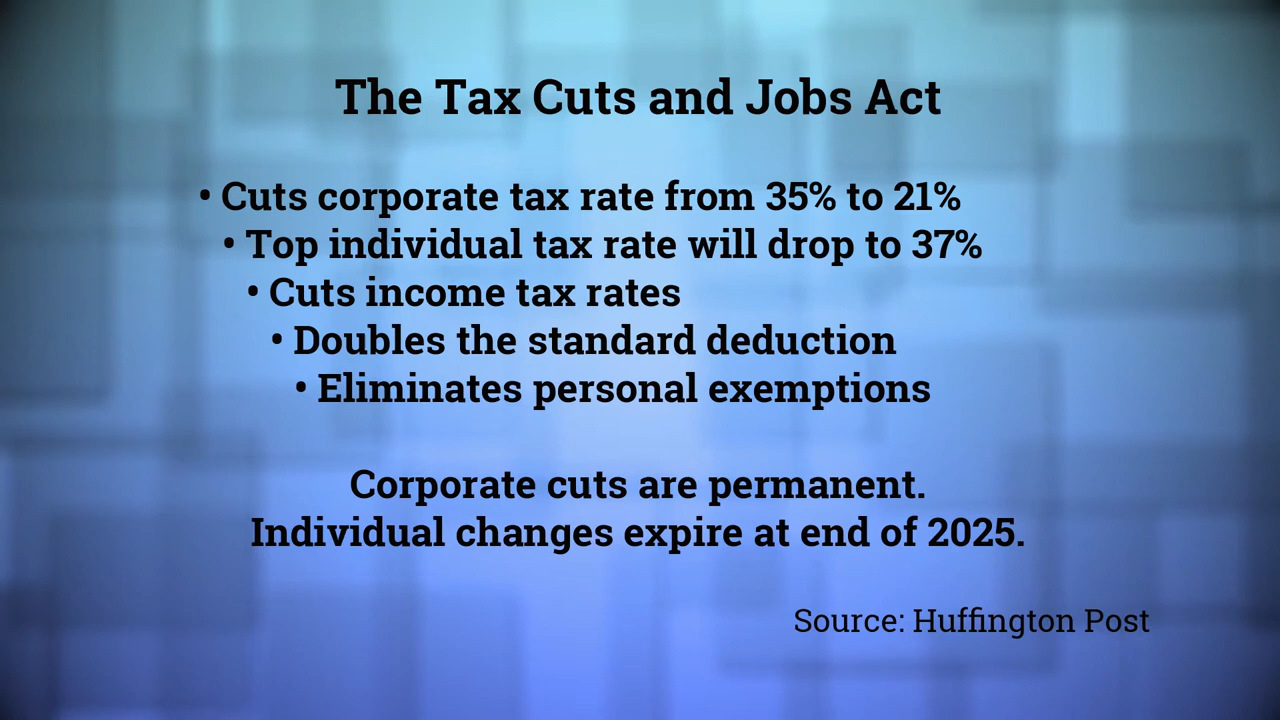 The Tax Cuts and Jobs Act
• Cuts corporate tax rate from 35% to 21%
• Top individual tax rate will drop to 37%
• Cuts income tax rates
• Doubles the standard deduction
• Eliminates personal exemptions
Corporate cuts are permanent.
Individual changes expire at end of 2025.
Source: Huffington Post